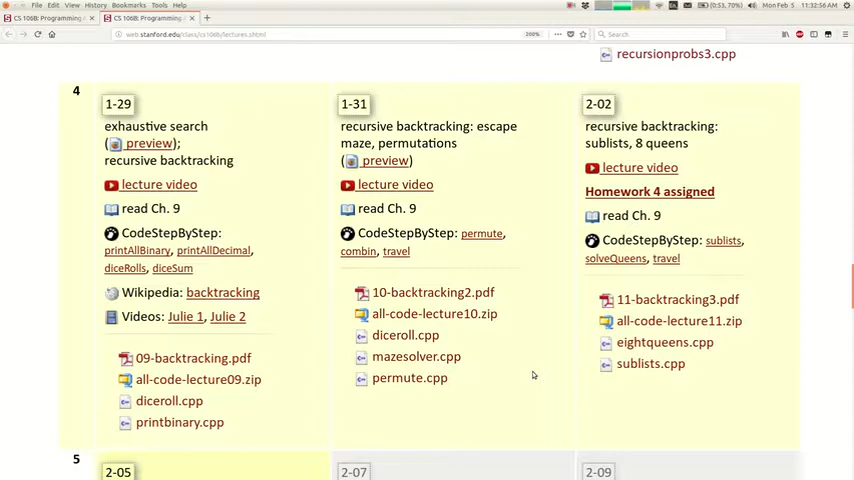 File Edit View History Bookmarks Tools Help
(0:53, 70%) Mon Feb 5 11:32:56 AM
CS 106B: Programming CS 106B: Programming
web.stanford.edu/class/cs106b/lectures.shtml 200% Search
recursionprobs3.cpp
4
1-29
exhaustive search
(preview);
recursive backtracking
lecture video
read Ch. 9
CodeStepByStep:
printAllBinary, printAllDecimal,
diceRolls, diceSum
Wikipedia: backtracking
Videos: Julie 1, Julie 2
09-backtracking.pdf
all-code-lecture09.zip
diceroll.cpp
printbinary.cpp
1-31
recursive backtracking: escape
maze, permutations
(preview)
lecture video
read Ch. 9
CodeStepByStep: permute,
combin, travel
10-backtracking2.pdf
all-code-lecture10.zip
diceroll.cpp
mazesolver.cpp
permute.cpp
2-02
recursive backtracking:
sublists, 8 queens
lecture video
Homework 4 assigned
read Ch. 9
CodeStepByStep: sublists,
solveQueens, travel
11-backtracking3.pdf
all-code-lecture11.zip
eightqueens.cpp
sublists.cpp
5
2-05
2-07
2-09